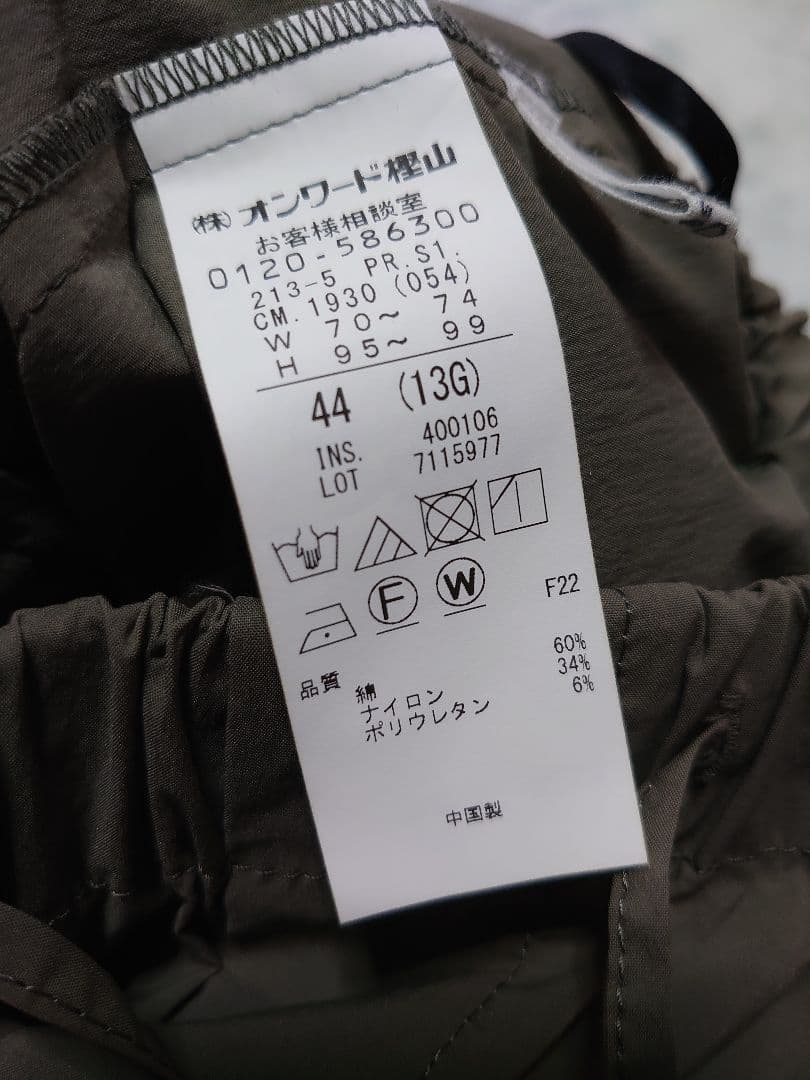 (株)オンワード樫山
お客様相談室
0120-586300
213-5 PR.S1.
CM.1930 (054)
W 70~ 74
H 95~ 99
44 (13G)
INS. 400106
LOT 7115977
F W F22
品質 綿 60%
ナイロン 34%
ポリウレタン 6%
中国製